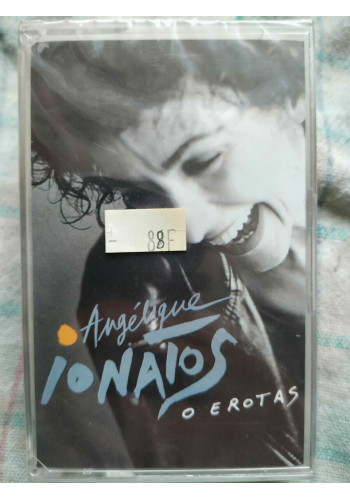 88F
Angélique
IONATOS
O EROTAS